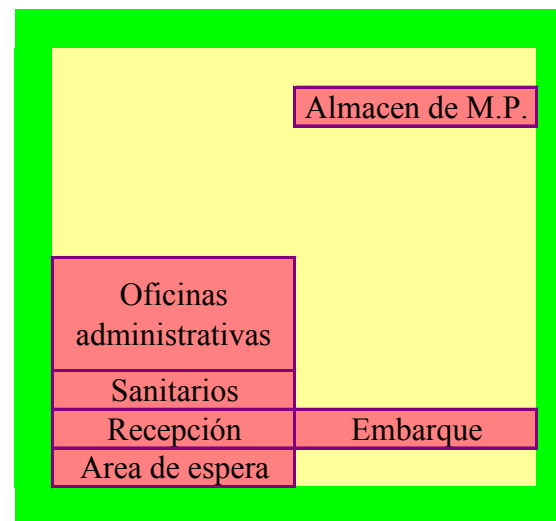 Almacen de M.P.
Oficinas
administrativas
Sanitarios
Recepción
Embarque
Area de espera